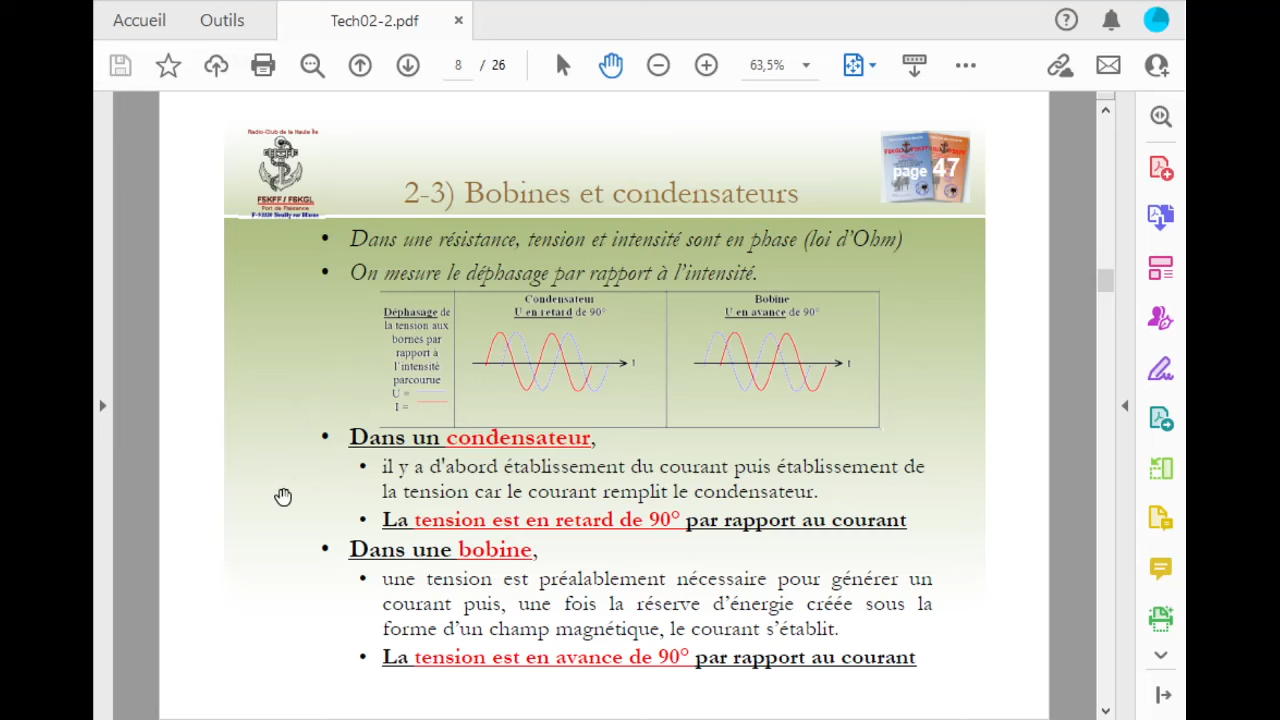 Accueil Outils Tech02-2.pdf
8 / 26 63,5%
Radio-Club de la Haute Île
F5KFF / F6KGL
Port de Plaisance
F-93330 Neuilly sur Marne
page 47
2-3) Bobines et condensateurs
• Dans une résistance, tension et intensité sont en phase (loi d'Ohm)
• On mesure le déphasage par rapport à l'intensité.
Déphasage de
la tension aux
bornes par
rapport à
l'intensité
parcourue
U =
I =
Condensateur
U en retard de 90°
t
Bobine
U en avance de 90°
t
• Dans un condensateur,
• il y a d'abord établissement du courant puis établissement de
la tension car le courant remplit le condensateur.
• La tension est en retard de 90° par rapport au courant
• Dans une bobine,
• une tension est préalablement nécessaire pour générer un
courant puis, une fois la réserve d'énergie créée sous la
forme d'un champ magnétique, le courant s'établit.
• La tension est en avance de 90° par rapport au courant